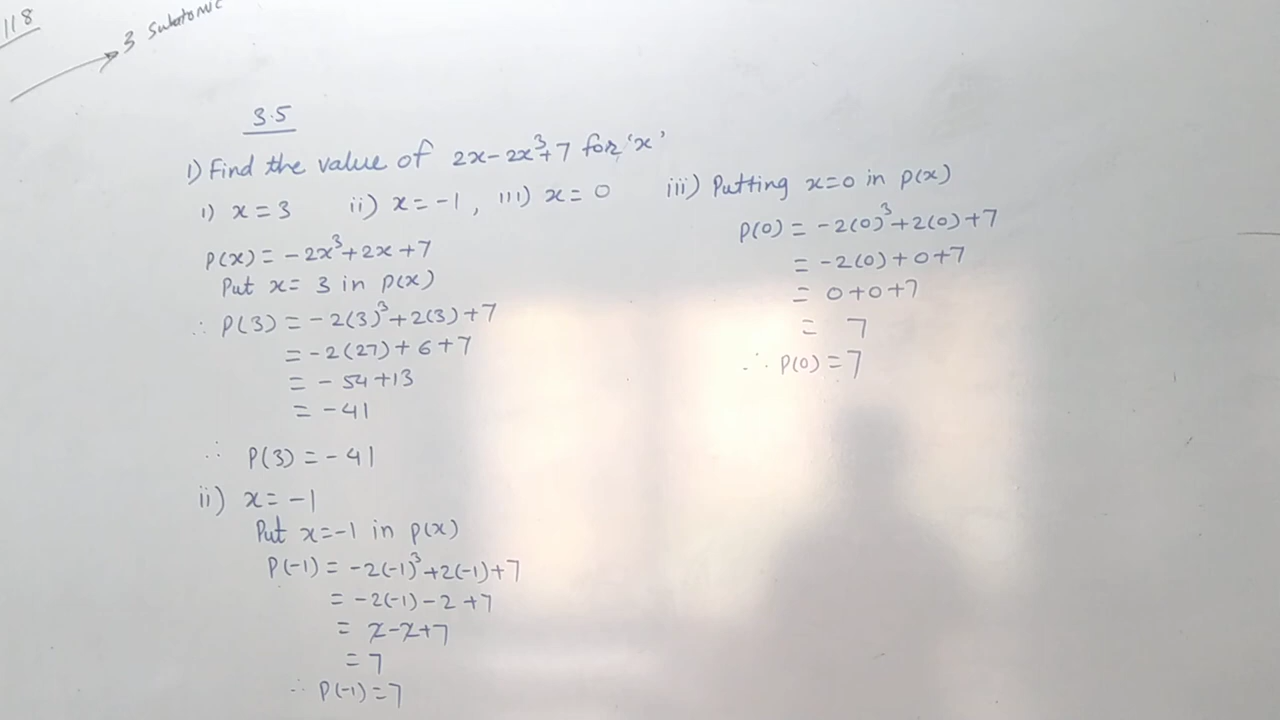 118
3
3.5
1) Find the value of 2x-2x³+7 for 'x'
i) x=3 ii) x=-1, iii) x=0
P(x)=-2x³+2x+7
Put x=3 in p(x)
∴ P(3)=-2(3)³+2(3)+7
=-2(27)+6+7
=-54+13
=-41
∴ P(3)=-41
ii) x=-1
Put x=-1 in p(x)
P(-1)=-2(-1)³+2(-1)+7
=-2(-1)-2+7
=2-2+7
=7
∴ P(-1)=7
iii) Putting x=0 in p(x)
P(0)=-2(0)³+2(0)+7
=-2(0)+0+7
=0+0+7
=7
∴ P(0)=7